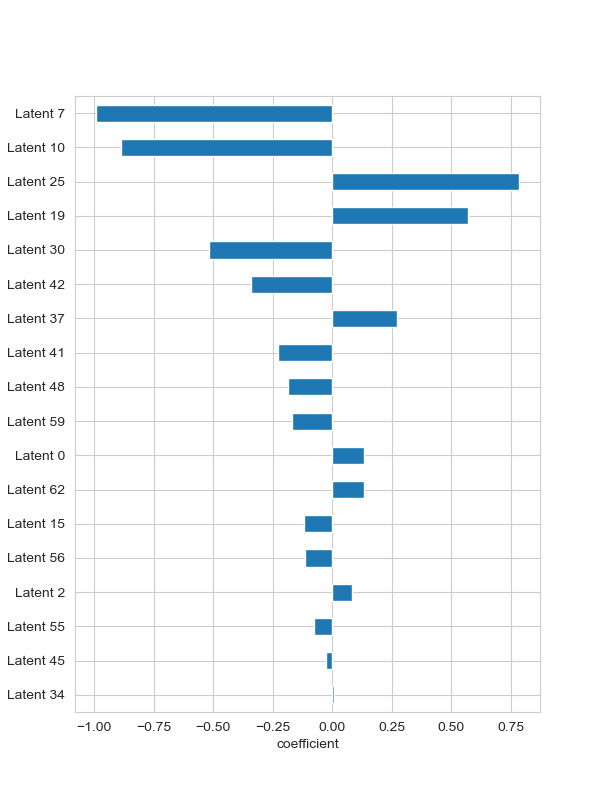 Latent 7
Latent 10
Latent 25
Latent 19
Latent 30
Latent 42
Latent 37
Latent 41
Latent 48
Latent 59
Latent 0
Latent 62
Latent 15
Latent 56
Latent 2
Latent 55
Latent 45
Latent 34
−1.00 −0.75 −0.50 −0.25 0.00 0.25 0.50 0.75
coefficient